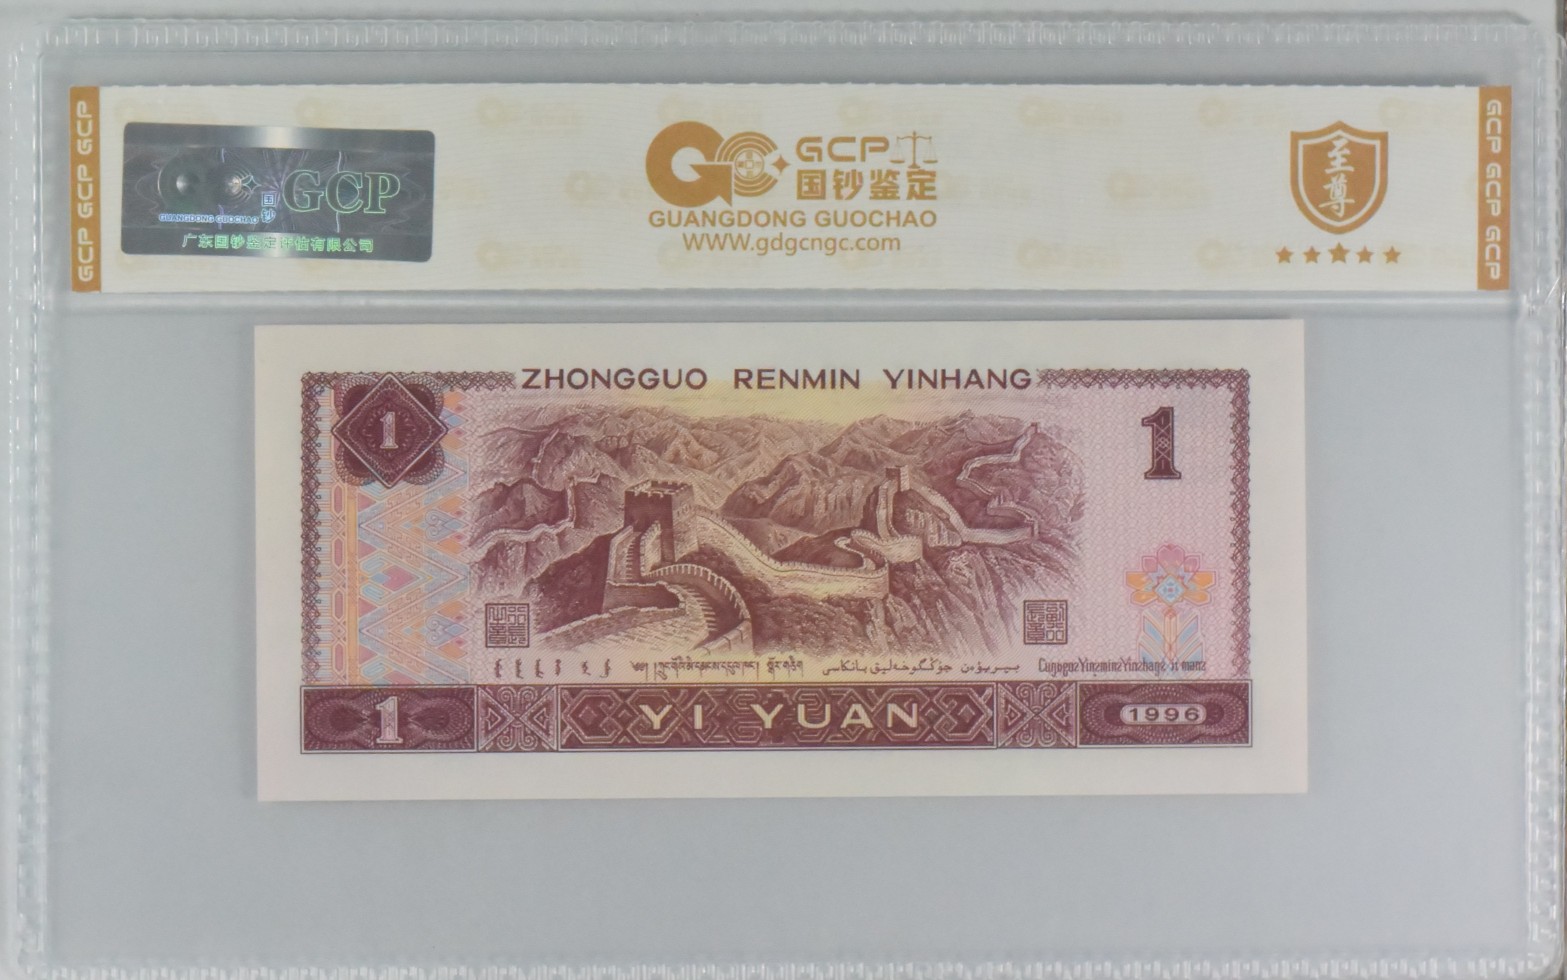 GCP GCP GCP
GCP
国钞
GUANGDONG GUOCHAO
广东国钞鉴定评估有限公司
GCP
国钞鉴定
GUANGDONG GUOCHAO
WWW.gdgcngc.com
至尊
GCP GCP GCP
ZHONGGUO RENMIN YINHANG
1
1
1
YI YUAN
1996